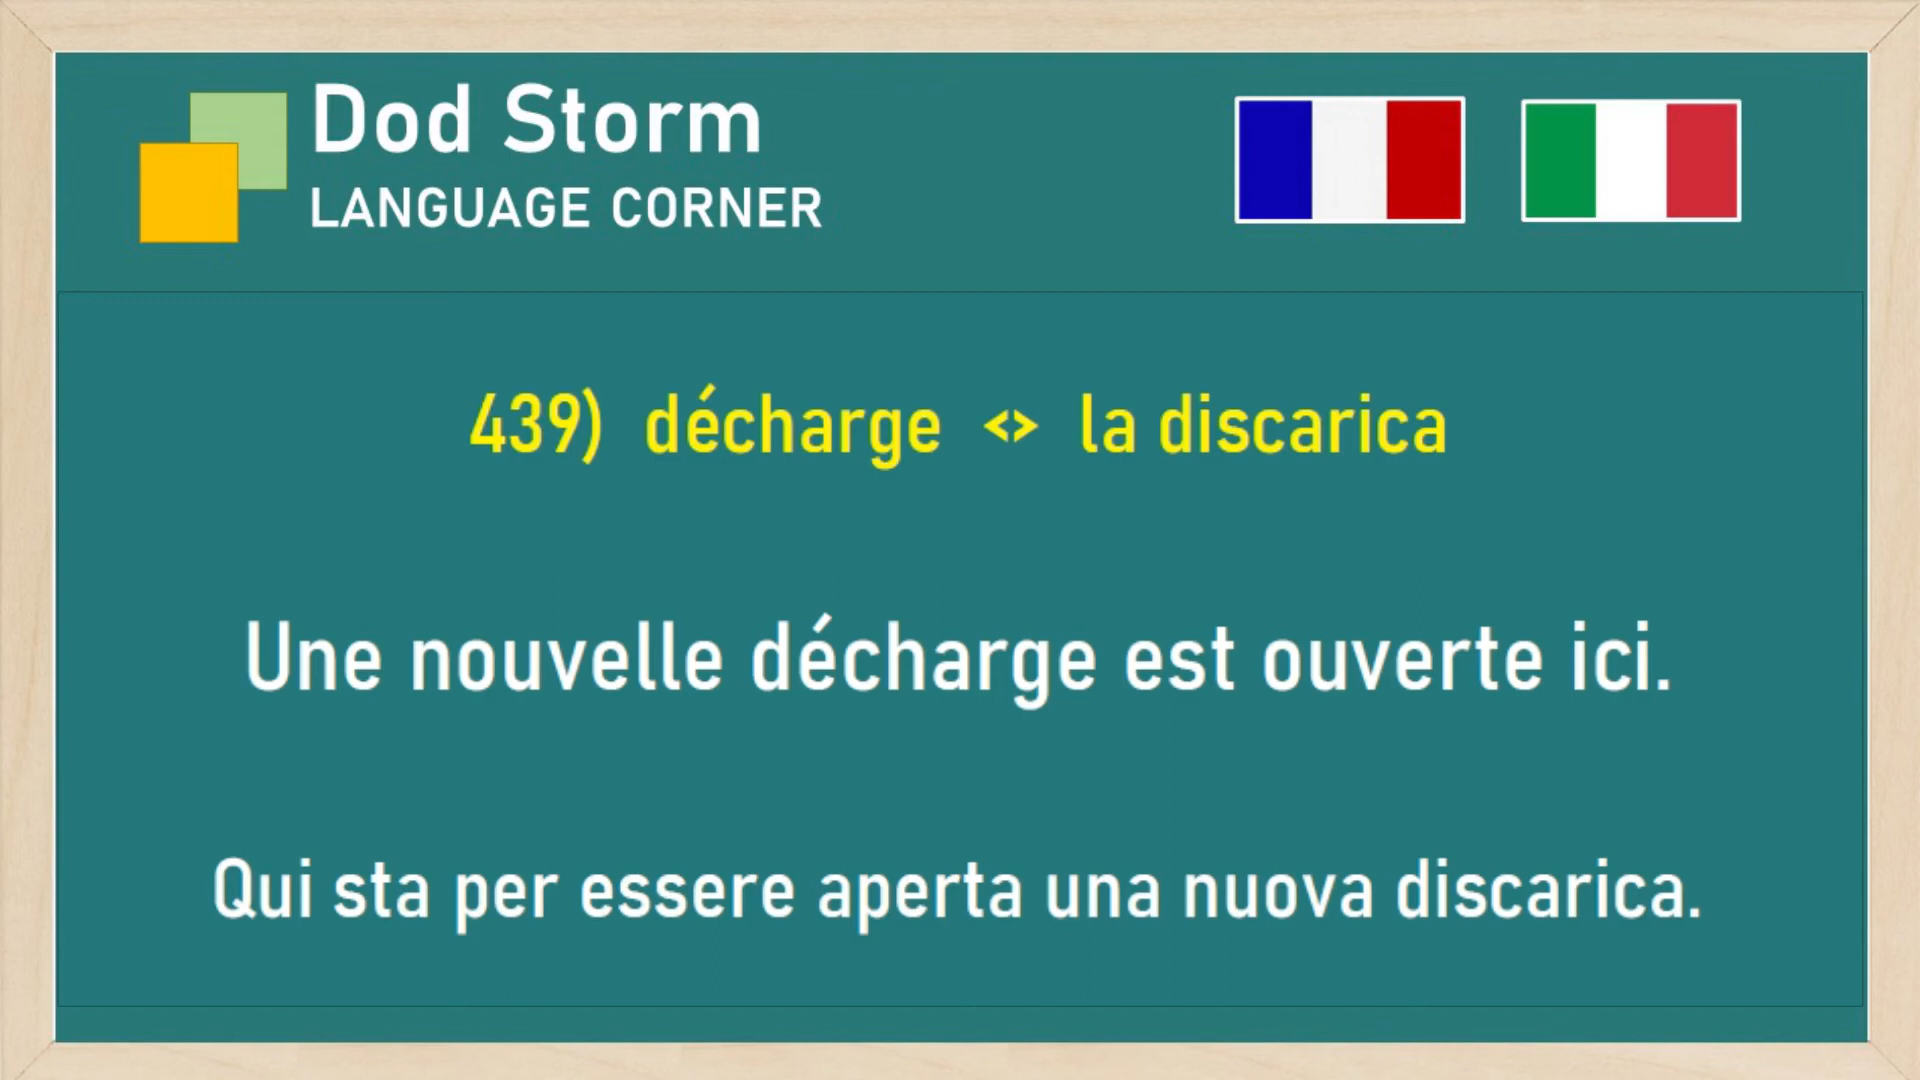 Dod Storm
LANGUAGE CORNER
439) décharge <> la discarica
Une nouvelle décharge est ouverte ici.
Qui sta per essere aperta una nuova discarica.